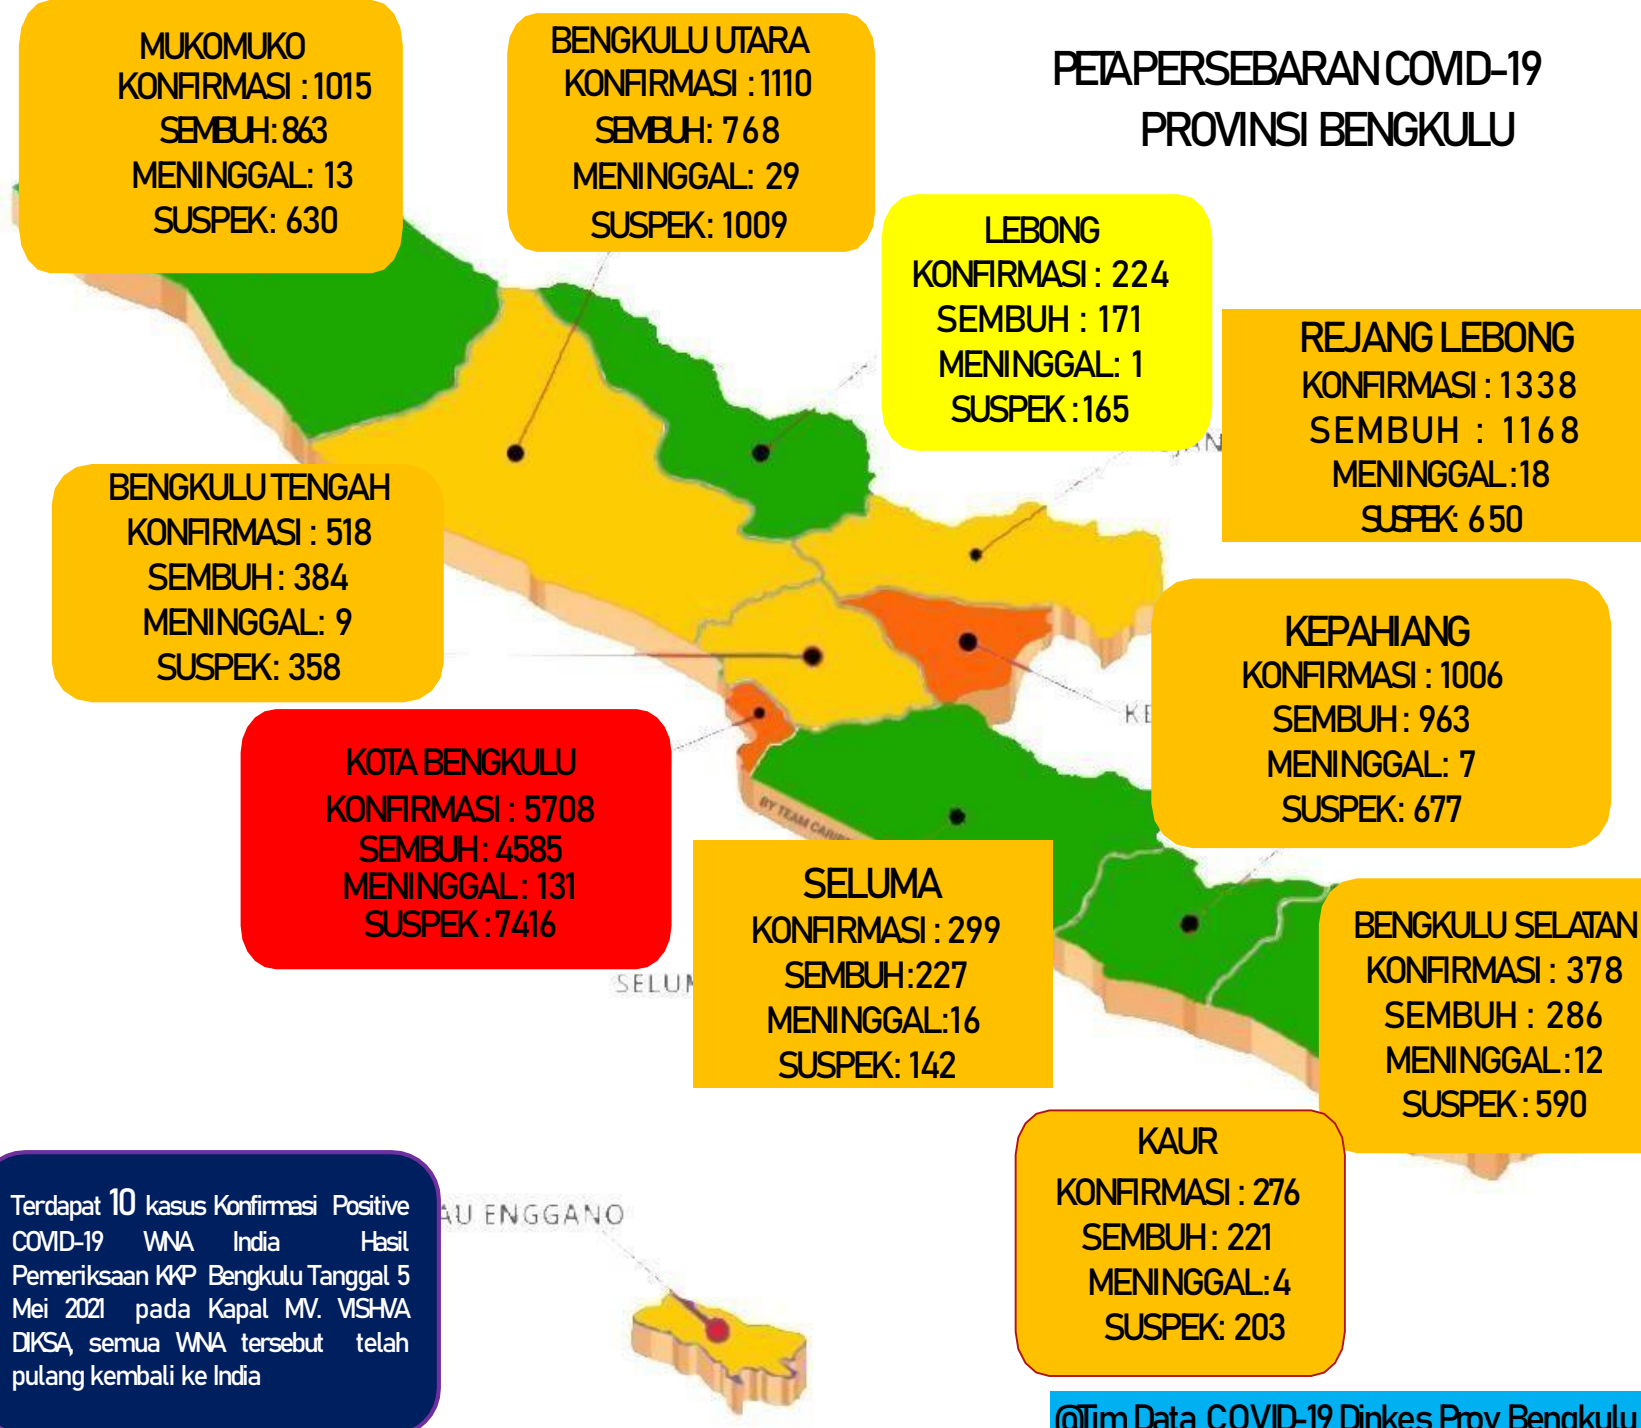 PETA PERSEBARAN COVID-19
PROVINSI BENGKULU
MUKOMUKO
KONFIRMASI : 1015
SEMBUH: 863
MENINGGAL: 13
SUSPEK: 630
BENGKULU UTARA
KONFIRMASI : 1110
SEMBUH: 768
MENINGGAL: 29
SUSPEK: 1009
LEBONG
KONFIRMASI : 224
SEMBUH : 171
MENINGGAL: 1
SUSPEK :165
REJANG LEBONG
KONFIRMASI : 1338
SEMBUH : 1168
MENINGGAL :18
SUSPEK: 650
BENGKULU TENGAH
KONFIRMASI : 518
SEMBUH : 384
MENINGGAL: 9
SUSPEK: 358
KEPAHIANG
KONFIRMASI : 1006
SEMBUH : 963
MENINGGAL: 7
SUSPEK: 677
KOTA BENGKULU
KONFIRMASI : 5708
SEMBUH : 4585
MENINGGAL : 131
SUSPEK : 7416
BY TEAM
SELUMA
KONFIRMASI : 299
SEMBUH :227
MENINGGAL:16
SUSPEK: 142
BENGKULU SELATAN
KONFIRMASI : 378
SEMBUH : 286
MENINGGAL :12
SUSPEK : 590
KAUR
KONFIRMASI : 276
SEMBUH : 221
MENINGGAL: 4
SUSPEK: 203
AU ENGGANO
Terdapat 10 kasus Konfirmasi Positive
COVID-19 WNA India Hasil
Pemeriksaan KKP Bengkulu Tanggal 5
Mei 2021 pada Kapal MV. VISHVA
DIKSA, semua WNA tersebut telah
pulang kembali ke India
@Tim Data COVID-19 Dinkes Prov Bengkulu